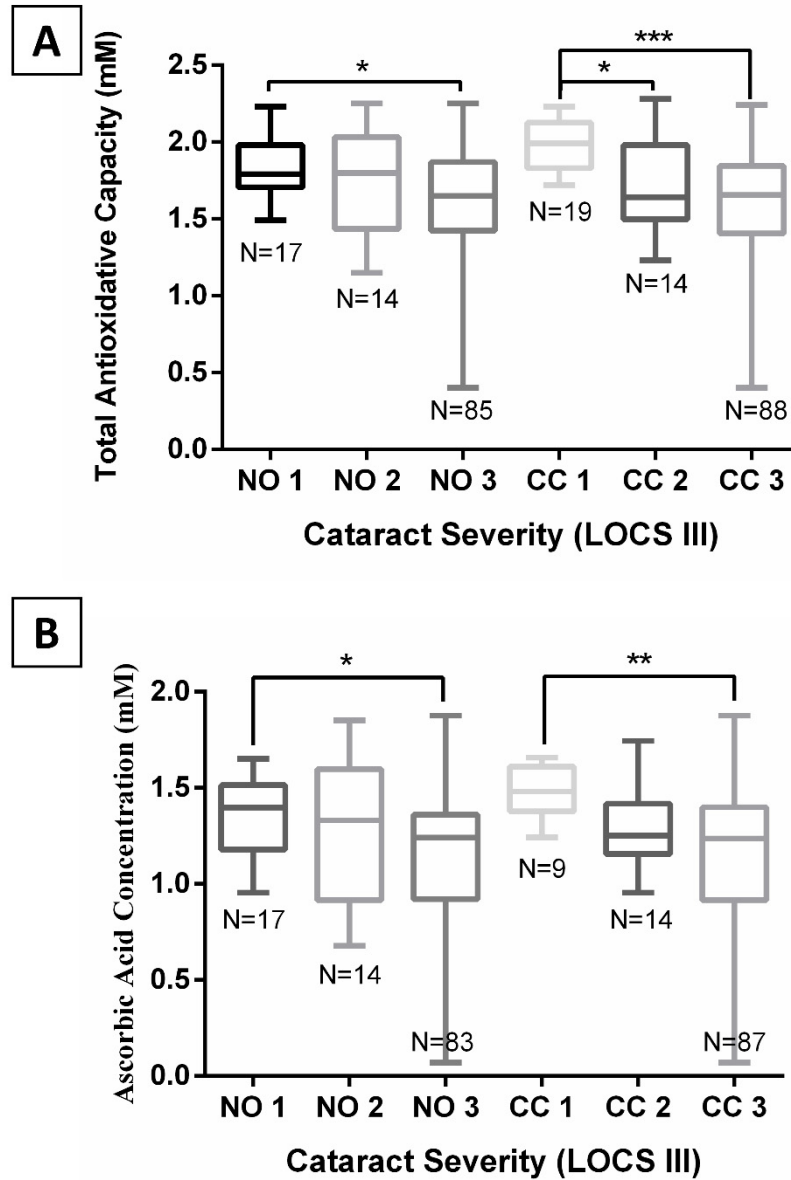 A
Total Antioxidative Capacity (mM)
* * ***
2.5
2.0
1.5
1.0
0.5
0.0
N=17
N=14
N=85
N=19
N=14
N=88
NO 1 NO 2 NO 3 CC 1 CC 2 CC 3
Cataract Severity (LOCS III)
B
Ascorbic Acid Concentration (mM)
* **
2.0
1.5
1.0
0.5
0.0
N=17
N=14
N=83
N=9
N=14
N=87
NO 1 NO 2 NO 3 CC 1 CC 2 CC 3
Cataract Severity (LOCS III)